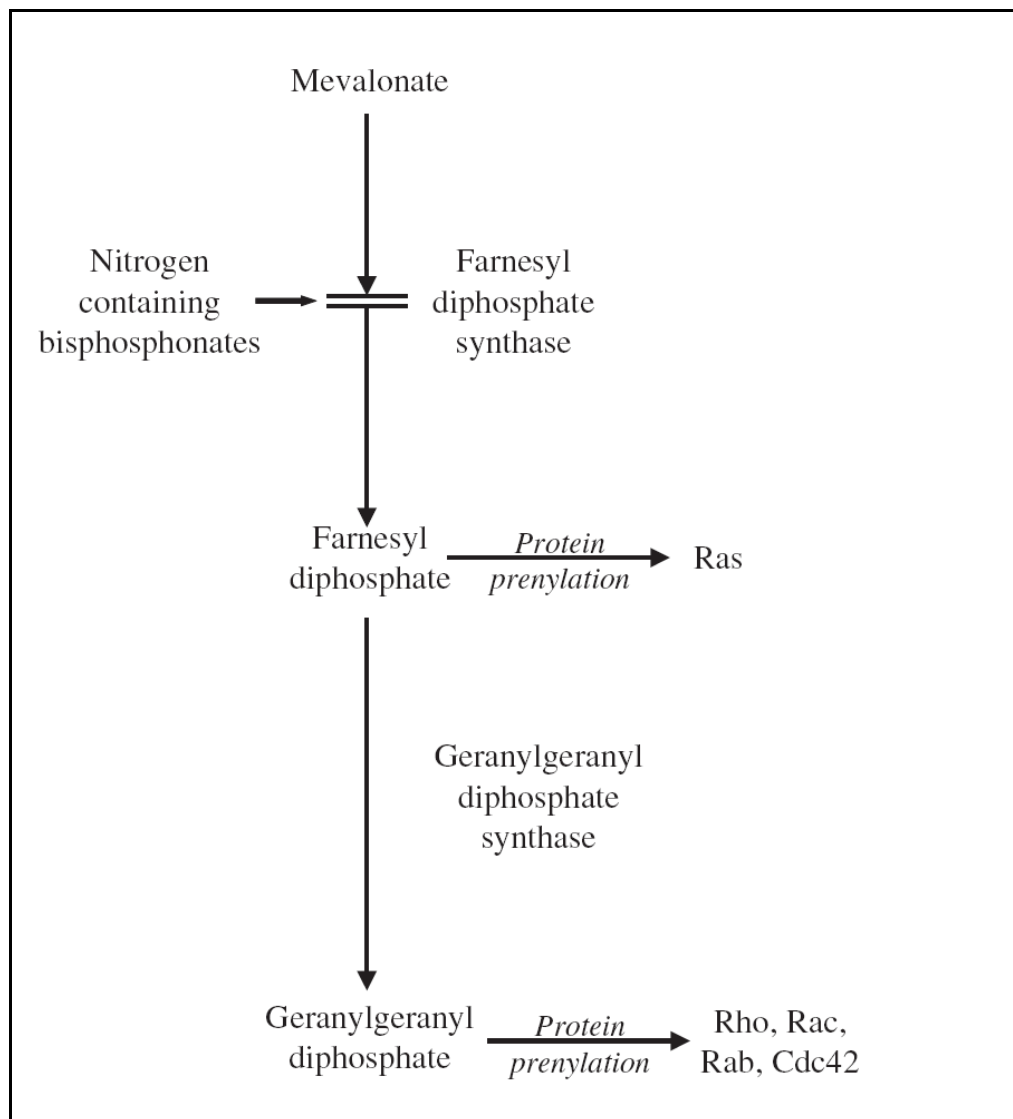 Mevalonate
Nitrogen
containing
bisphosphonates
Farnesyl
diphosphate
synthase
Farnesyl
diphosphate
Protein
prenylation
Ras
Geranylgeranyl
diphosphate
synthase
Geranylgeranyl
diphosphate
Protein
prenylation
Rho, Rac,
Rab, Cdc42